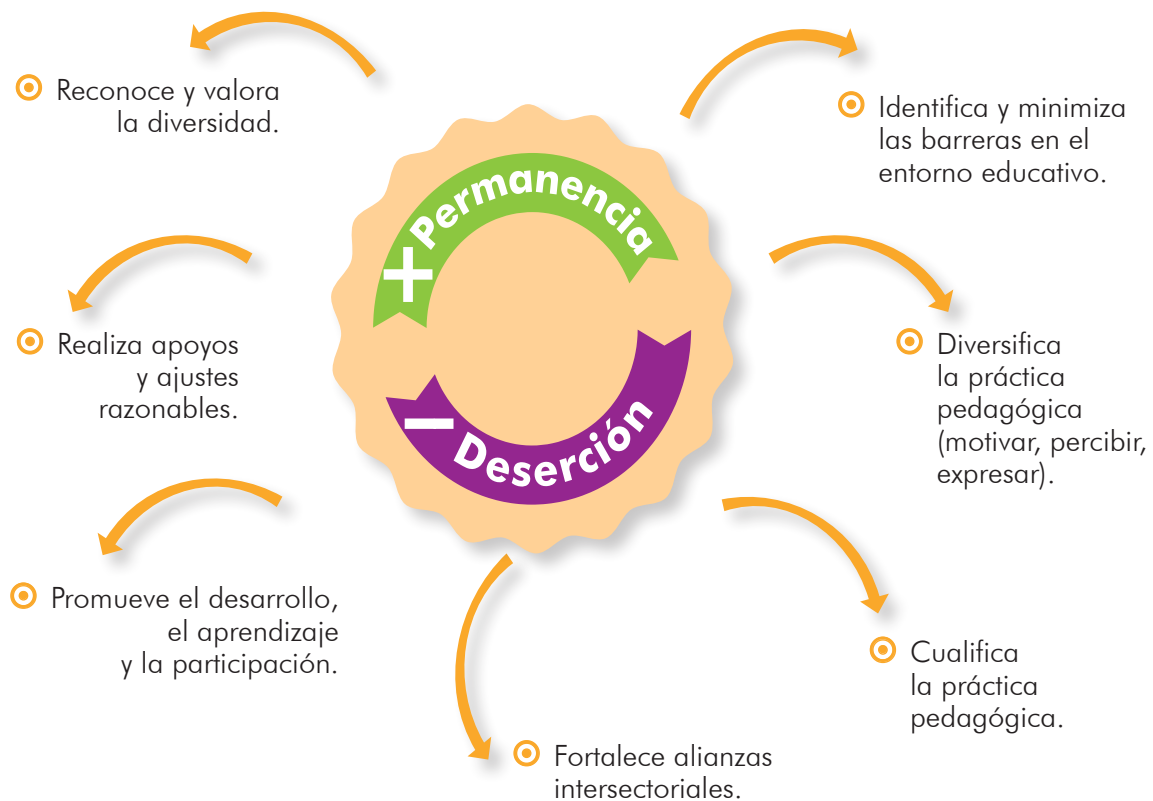 Reconoce y valora
la diversidad.
Identifica y minimiza
las barreras en el
entorno educativo.
+ Permanencia
− Deserción
Realiza apoyos
y ajustes
razonables.
Diversifica
la práctica
pedagógica
(motivar, percibir,
expresar).
Promueve el desarrollo,
el aprendizaje
y la participación.
Cualifica
la práctica
pedagógica.
Fortalece alianzas
intersectoriales.